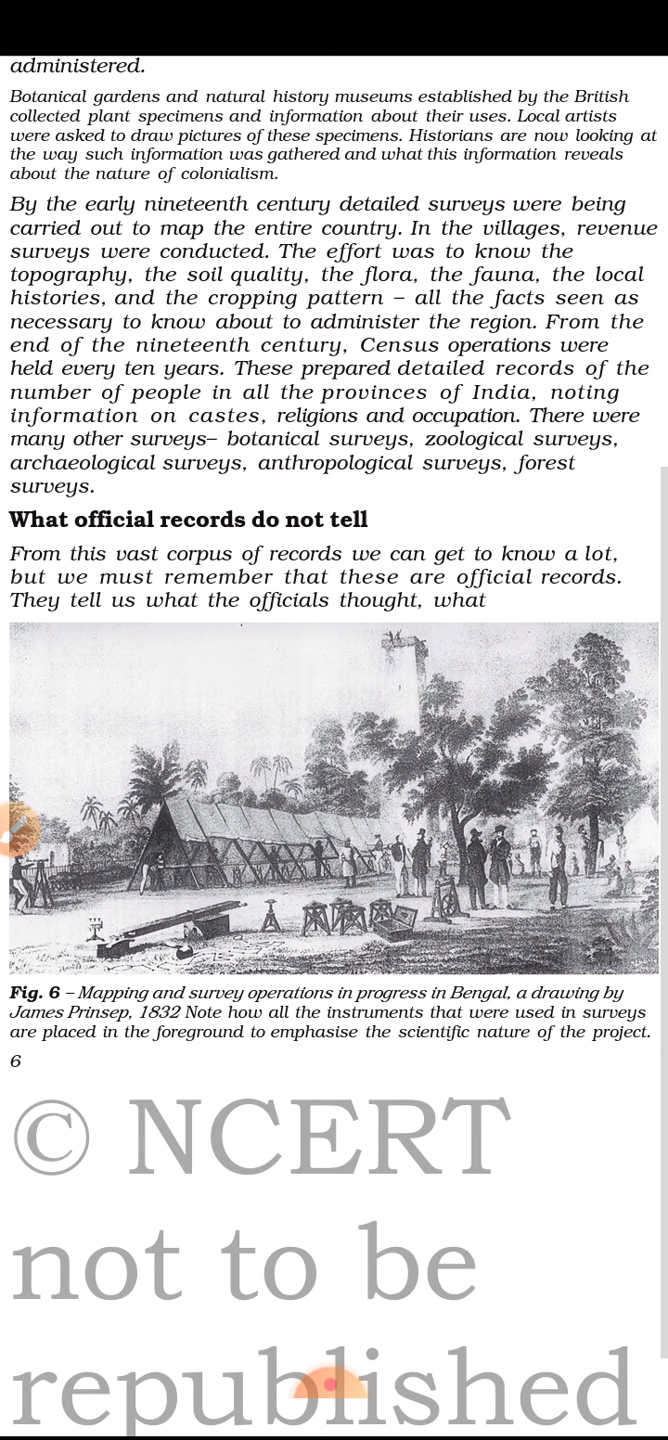 administered.
Botanical gardens and natural history museums established by the British
collected plant specimens and information about their uses. Local artists
were asked to draw pictures of these specimens. Historians are now looking at
the way such information was gathered and what this information reveals
about the nature of colonialism.
By the early nineteenth century detailed surveys were being
carried out to map the entire country. In the villages, revenue
surveys were conducted. The effort was to know the
topography, the soil quality, the flora, the fauna, the local
histories, and the cropping pattern – all the facts seen as
necessary to know about to administer the region. From the
end of the nineteenth century, Census operations were
held every ten years. These prepared detailed records of the
number of people in all the provinces of India, noting
information on castes, religions and occupation. There were
many other surveys– botanical surveys, zoological surveys,
archaeological surveys, anthropological surveys, forest
surveys.
What official records do not tell
From this vast corpus of records we can get to know a lot,
but we must remember that these are official records.
They tell us what the officials thought, what
Fig. 6 – Mapping and survey operations in progress in Bengal, a drawing by
James Prinsep, 1832 Note how all the instruments that were used in surveys
are placed in the foreground to emphasise the scientific nature of the project.
6
© NCERT
not to be
republished